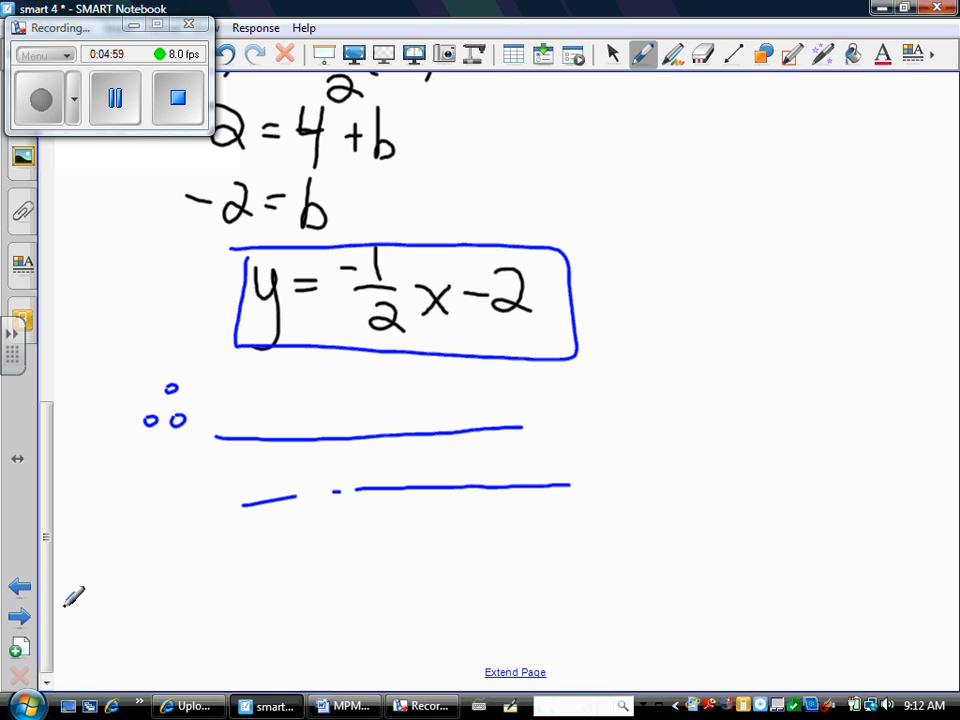 smart 4 * - SMART Notebook
Recording...
Response Help
Menu 0:04:59 8.0 fps
2
2 = 4 + b
-2 = b
y = -1/2 x - 2
∴
Extend Page
Uplo... smart... MPM... Recor... 9:12 AM